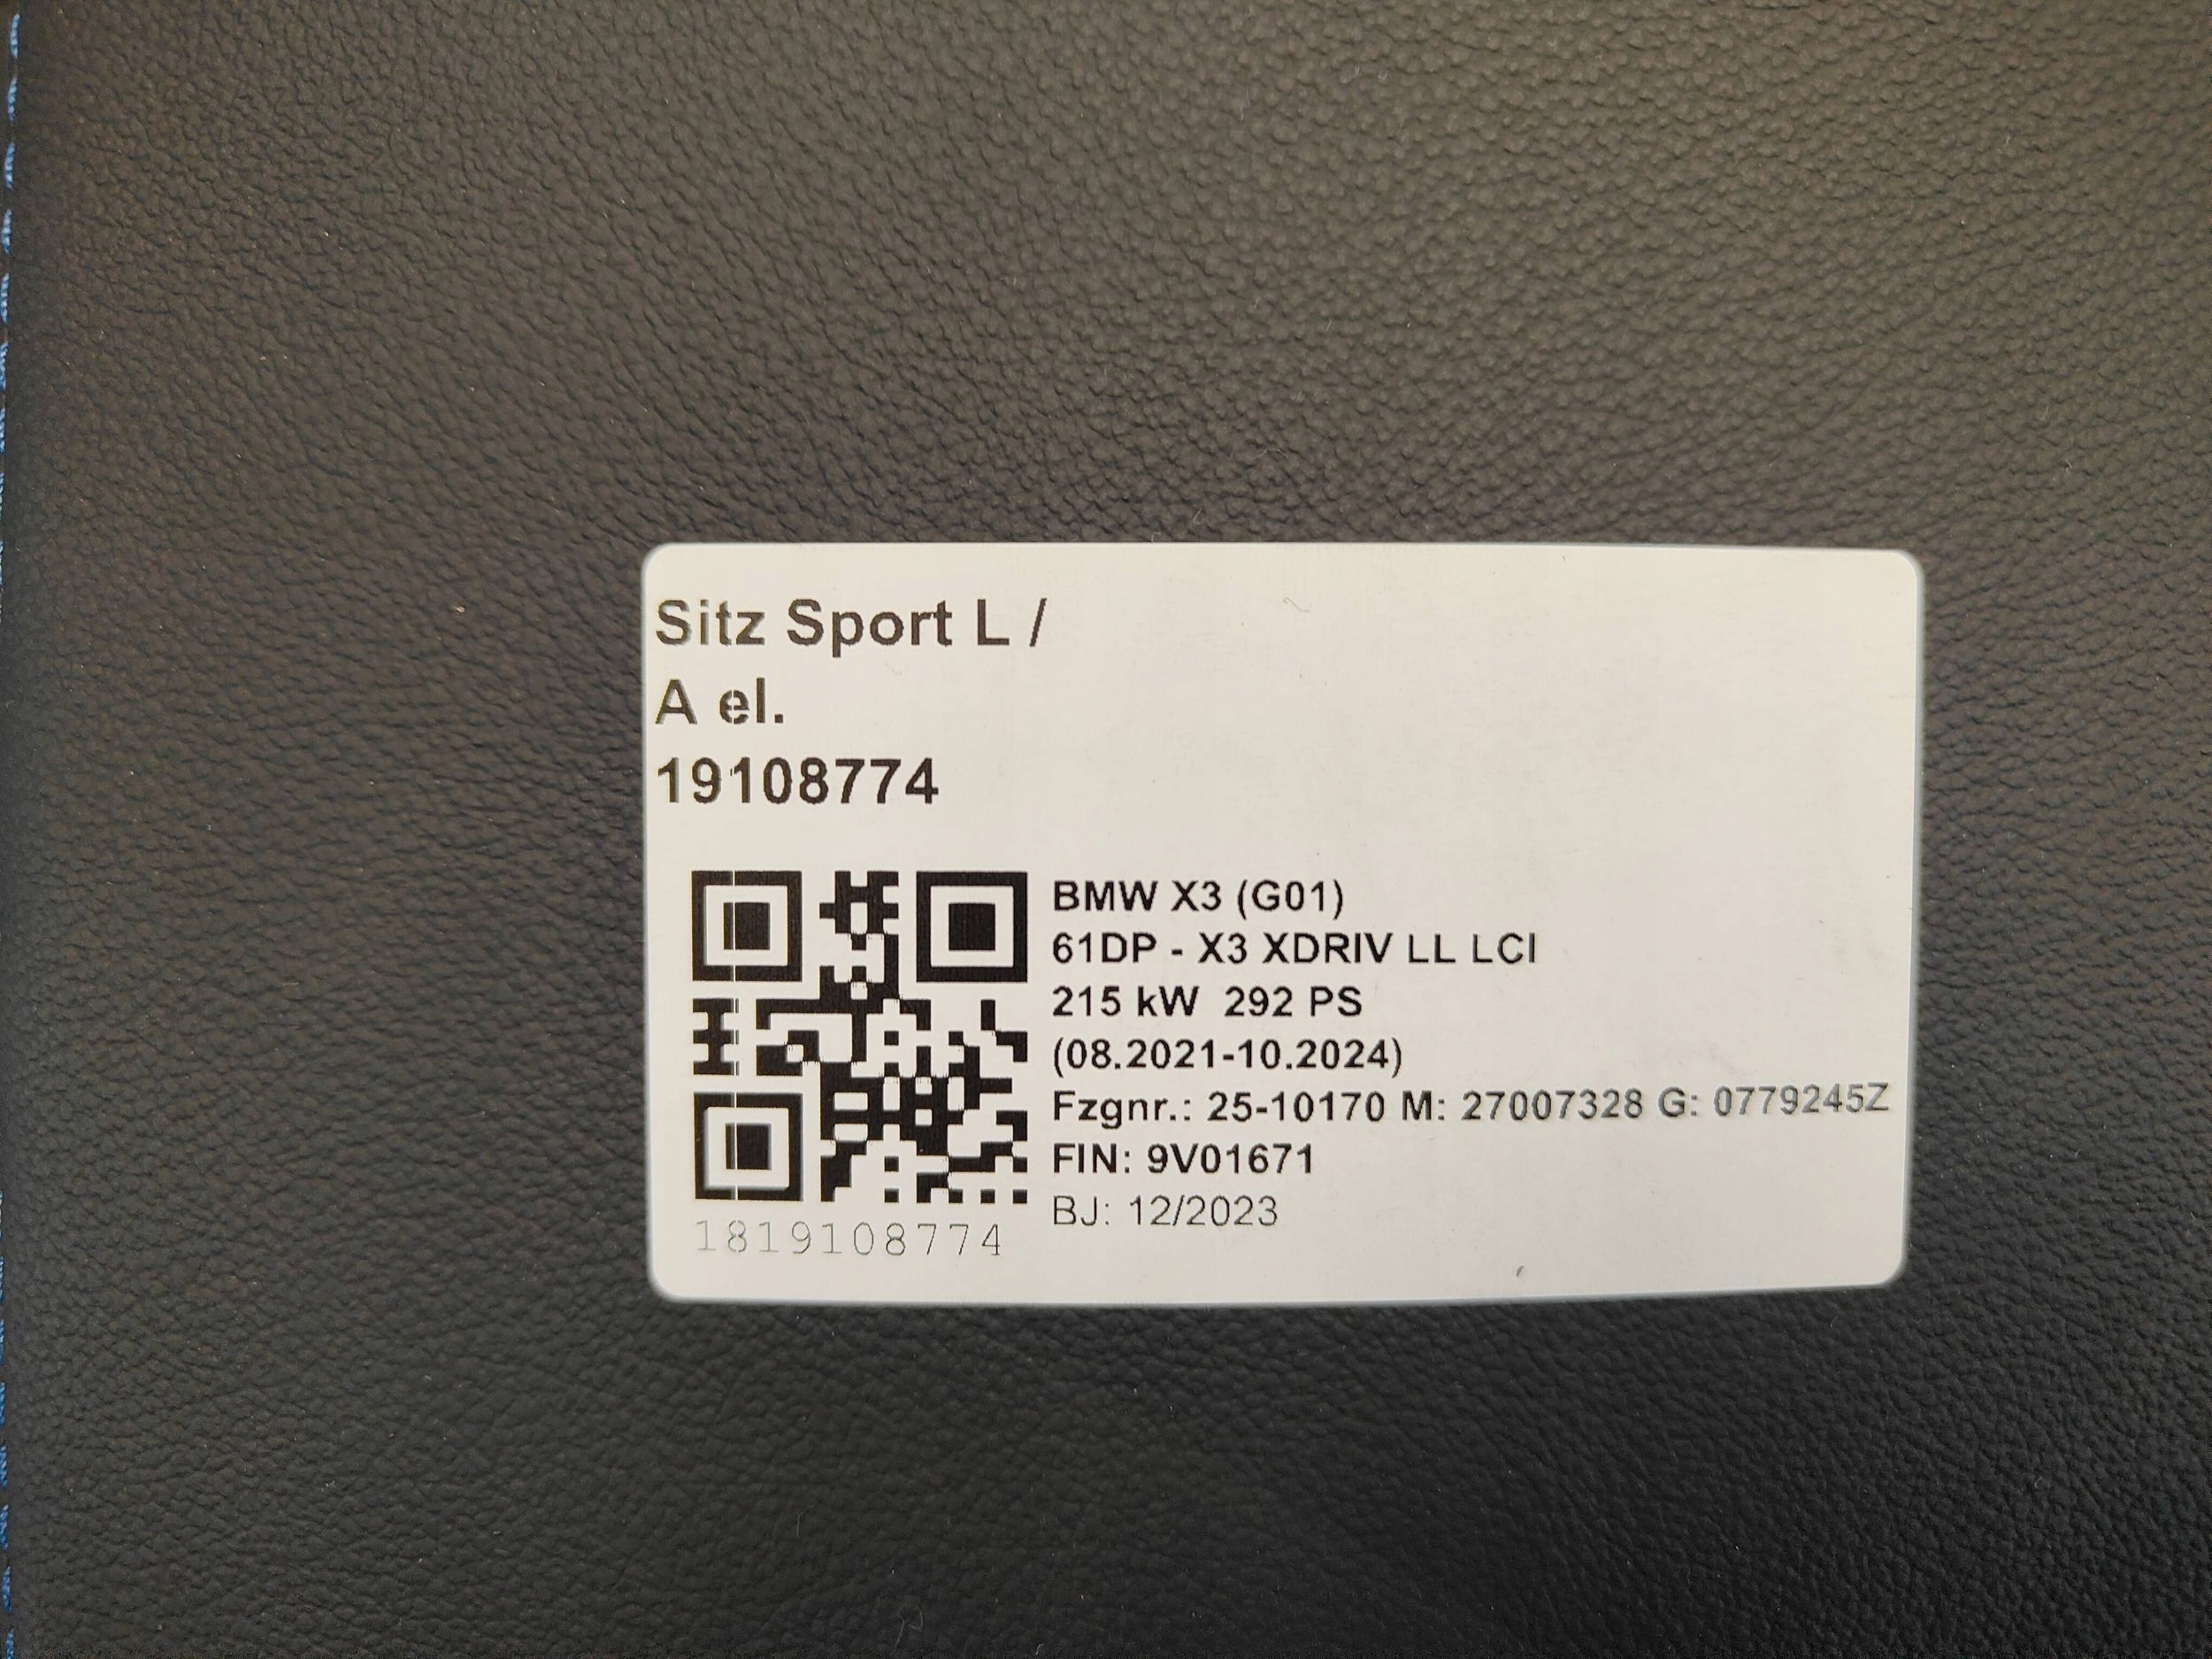 Sitz Sport L /
A el.
19108774
BMW X3 (G01)
61DP - X3 XDRIV LL LCI
215 kW 292 PS
(08.2021-10.2024)
Fzgnr.: 25-10170 M: 27007328 G: 0779245Z
FIN: 9V01671
BJ: 12/2023
1819108774